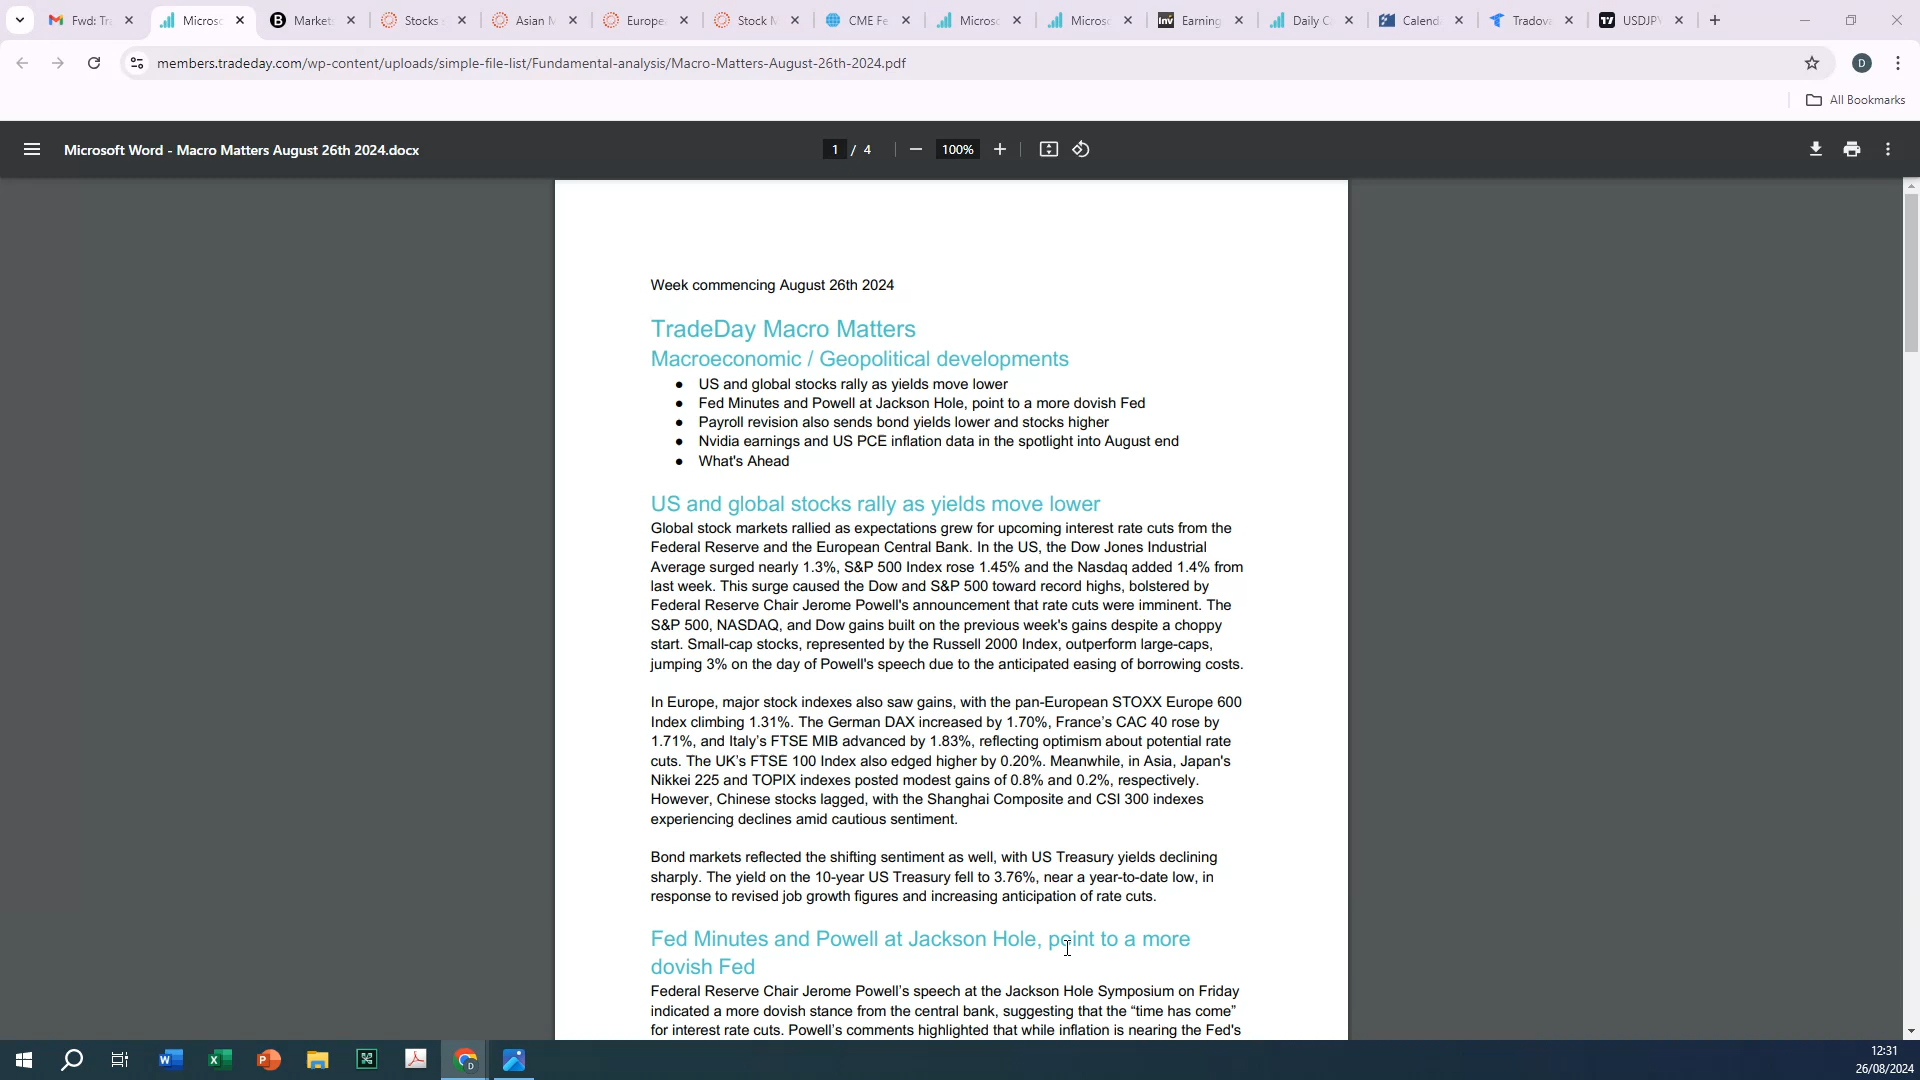 Fwd: Tr
Microso
Market
Stocks
Asian M
Europe
Stock M
CME Fe
Microso
Microso
inv Earning
Daily C
Calend
Tradov
17 USDJPY
members.tradeday.com/wp-content/uploads/simple-file-list/Fundamental-analysis/Macro-Matters-August-26th-2024.pdf
D
All Bookmarks
Microsoft Word - Macro Matters August 26th 2024.docx
1 / 4
100%
Week commencing August 26th 2024
TradeDay Macro Matters
Macroeconomic / Geopolitical developments
● US and global stocks rally as yields move lower
● Fed Minutes and Powell at Jackson Hole, point to a more dovish Fed
● Payroll revision also sends bond yields lower and stocks higher
● Nvidia earnings and US PCE inflation data in the spotlight into August end
● What's Ahead
US and global stocks rally as yields move lower
Global stock markets rallied as expectations grew for upcoming interest rate cuts from the
Federal Reserve and the European Central Bank. In the US, the Dow Jones Industrial
Average surged nearly 1.3%, S&P 500 Index rose 1.45% and the Nasdaq added 1.4% from
last week. This surge caused the Dow and S&P 500 toward record highs, bolstered by
Federal Reserve Chair Jerome Powell's announcement that rate cuts were imminent. The
S&P 500, NASDAQ, and Dow gains built on the previous week's gains despite a choppy
start. Small-cap stocks, represented by the Russell 2000 Index, outperform large-caps,
jumping 3% on the day of Powell's speech due to the anticipated easing of borrowing costs.
In Europe, major stock indexes also saw gains, with the pan-European STOXX Europe 600
Index climbing 1.31%. The German DAX increased by 1.70%, France’s CAC 40 rose by
1.71%, and Italy’s FTSE MIB advanced by 1.83%, reflecting optimism about potential rate
cuts. The UK’s FTSE 100 Index also edged higher by 0.20%. Meanwhile, in Asia, Japan's
Nikkei 225 and TOPIX indexes posted modest gains of 0.8% and 0.2%, respectively.
However, Chinese stocks lagged, with the Shanghai Composite and CSI 300 indexes
experiencing declines amid cautious sentiment.
Bond markets reflected the shifting sentiment as well, with US Treasury yields declining
sharply. The yield on the 10-year US Treasury fell to 3.76%, near a year-to-date low, in
response to revised job growth figures and increasing anticipation of rate cuts.
Fed Minutes and Powell at Jackson Hole, point to a more
dovish Fed
Federal Reserve Chair Jerome Powell’s speech at the Jackson Hole Symposium on Friday
indicated a more dovish stance from the central bank, suggesting that the “time has come”
for interest rate cuts. Powell’s comments highlighted that while inflation is nearing the Fed's
12:31
26/08/2024